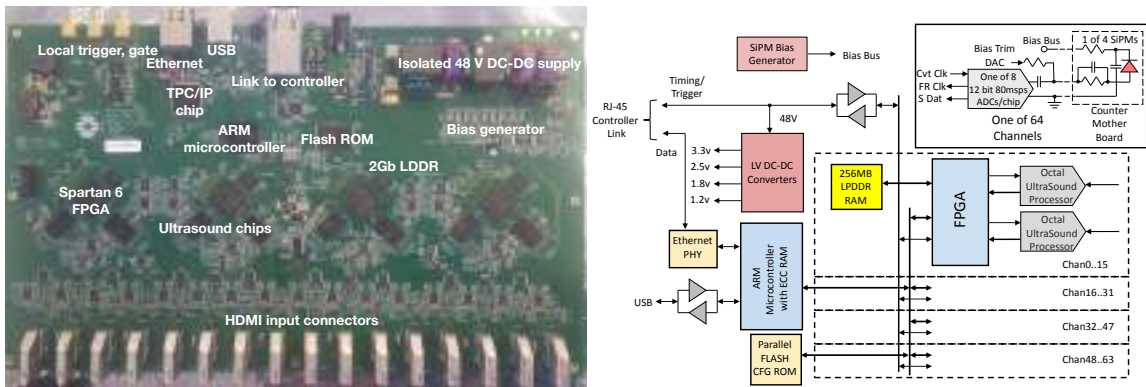 Local trigger, gate
Ethernet
USB
Link to controller
Isolated 48 V DC-DC supply
TPC/IP
chip
ARM
microcontroller
Flash ROM
Bias generator
2Gb LDDR
Spartan 6
FPGA
Ultrasound chips
HDMI input connectors
SiPM Bias
Generator
Bias Bus
Timing/
Trigger
RJ-45
Controller
Link
Data
48V
3.3v
2.5v
1.8v
1.2v
LV DC-DC
Converters
Ethernet
PHY
ARM
Microcontroller
with ECC RAM
USB
Parallel
FLASH
CFG ROM
Bias Bus
1 of 4 SiPMs
Bias Trim
DAC
Cvt Clk
FR Clk
S Dat
One of 8
12 bit 80msps
ADCs/chip
One of 64
Channels
Counter
Mother
Board
256MB
LPDDR
RAM
FPGA
Octal
UltraSound
Processor
Octal
UltraSound
Processor
Chan0..15
Chan16..31
Chan32..47
Chan48..63